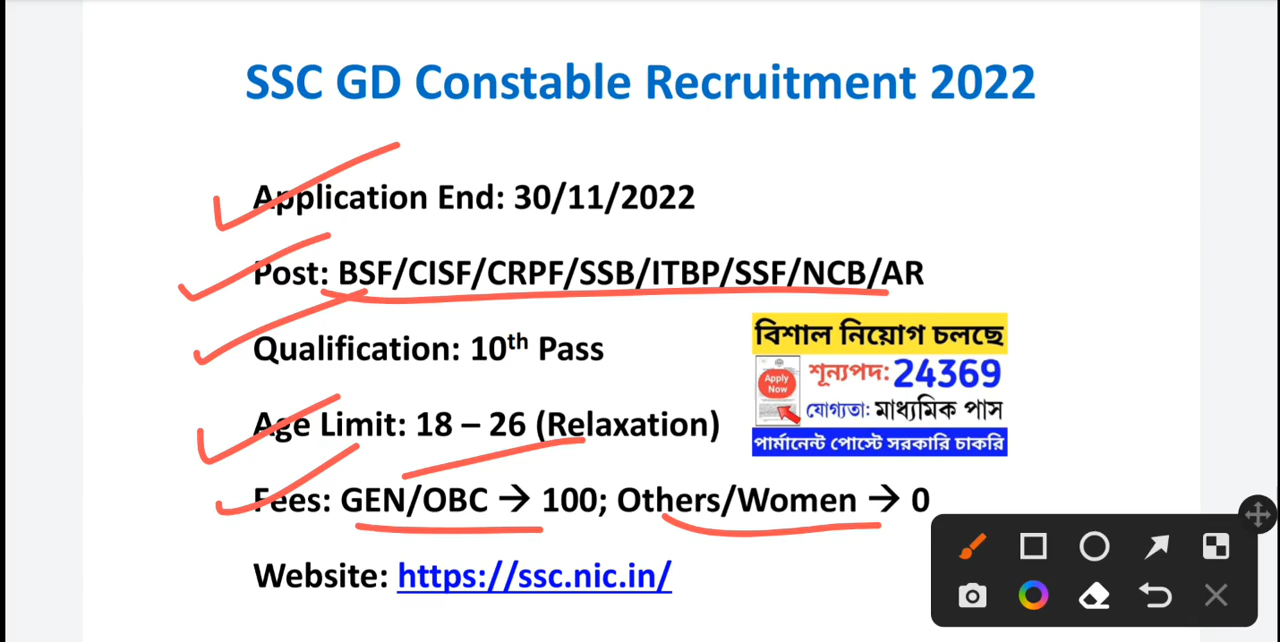 SSC GD Constable Recruitment 2022
Application End: 30/11/2022
Post: BSF/CISF/CRPF/SSB/ITBP/SSF/NCB/AR
Qualification: 10th Pass
Age Limit: 18 – 26 (Relaxation)
Fees: GEN/OBC → 100; Others/Women → 0
Website: https://ssc.nic.in/
বিশাল নিয়োগ চলছে
Apply
Now
শূন্যপদ: 24369
যোগ্যতা: মাধ্যমিক পাস
পার্মানেন্ট পোস্টে সরকারি চাকরি